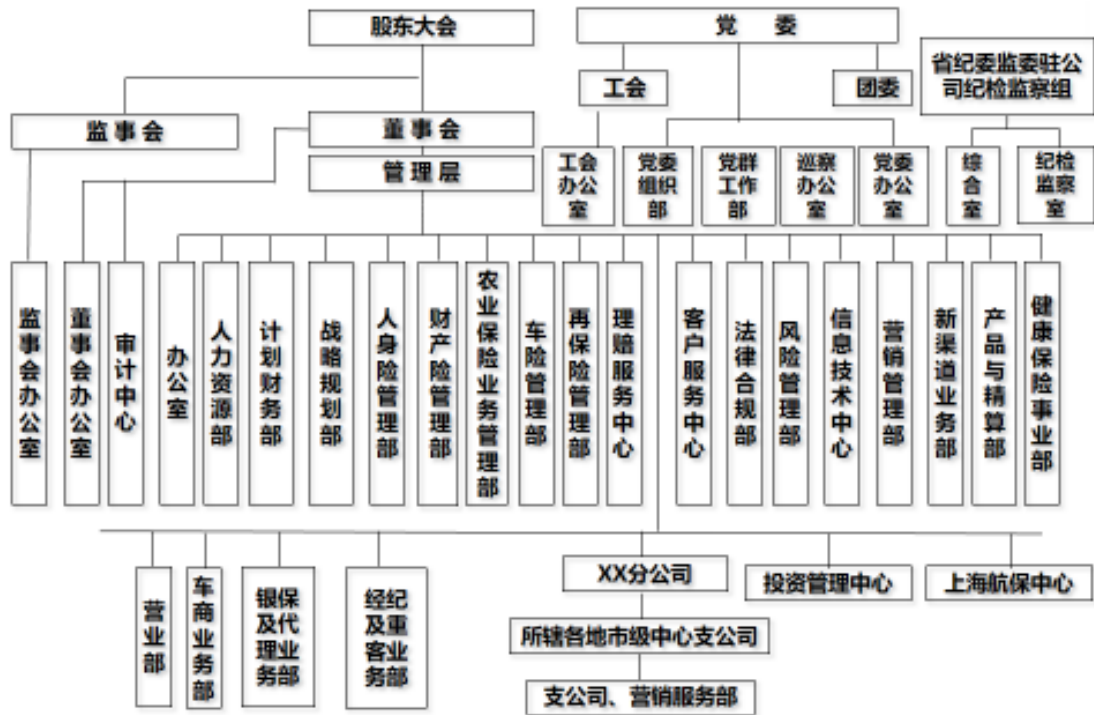 股东大会
党 委
工会
团委
省纪委监委驻公
司纪检监察组
监 事 会
董 事 会
管 理 层
工会
办公
室
党委
组织
部
党群
工作
部
巡察
办公
室
党委
办公
室
综
合
室
纪检
监察
室
监事会办公室
董事会办公室
审计中心
办公室
人力资源部
计划财务部
战略规划部
人身险管理部
财产险管理部
农业保险业务管理部
车险管理部
再保险管理部
理赔服务中心
客户服务中心
法律合规部
风险管理部
信息技术中心
营销管理部
新渠道业务部
产品与精算部
健康保险事业部
营业部
车商业务部
银保
及代
理业
务部
经纪
及重
客业
务部
XX分公司
投资管理中心
上海航保中心
所辖各地市级中心支公司
支公司、营销服务部